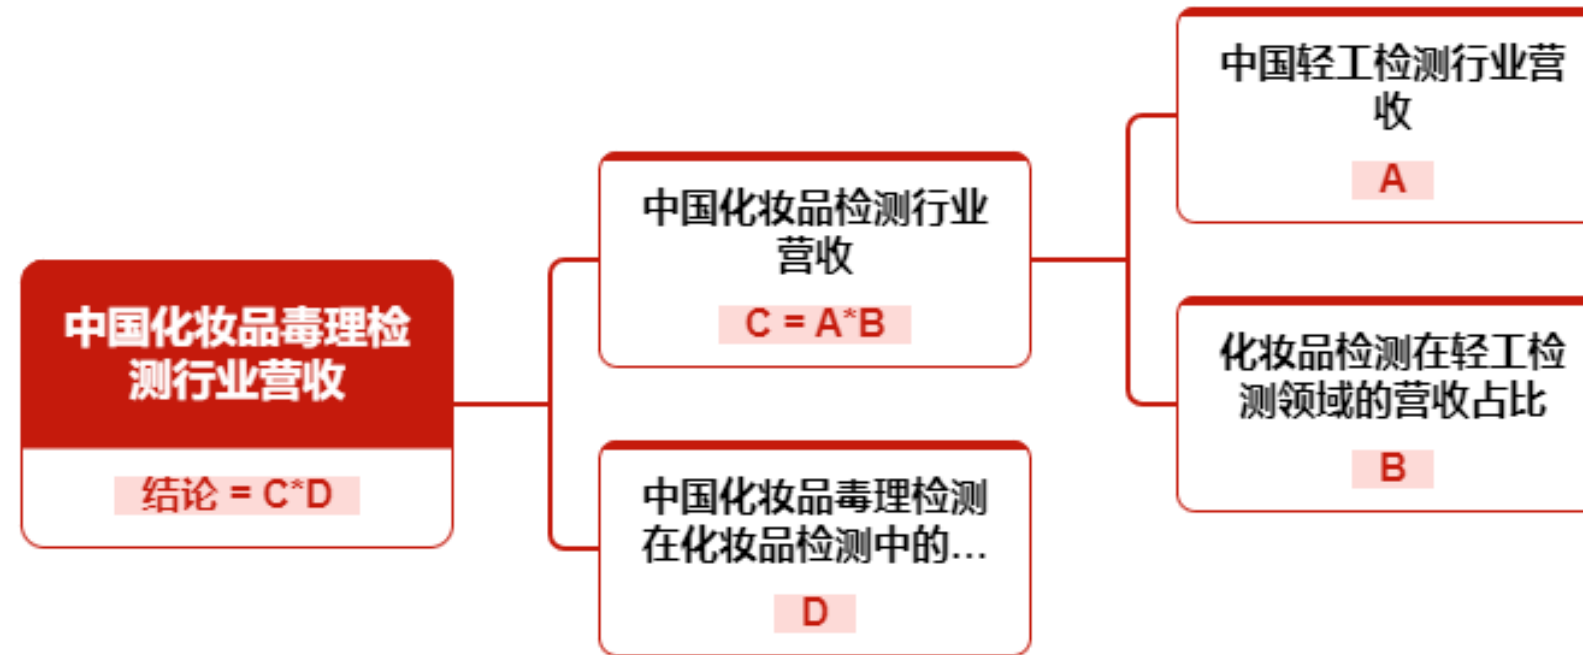 中国化妆品毒理检
测行业营收
结论 = C*D
中国化妆品检测行业
营收
C = A*B
中国化妆品毒理检测
在化妆品检测中的...
D
中国轻工检测行业营
收
A
化妆品检测在轻工检
测领域的营收占比
B